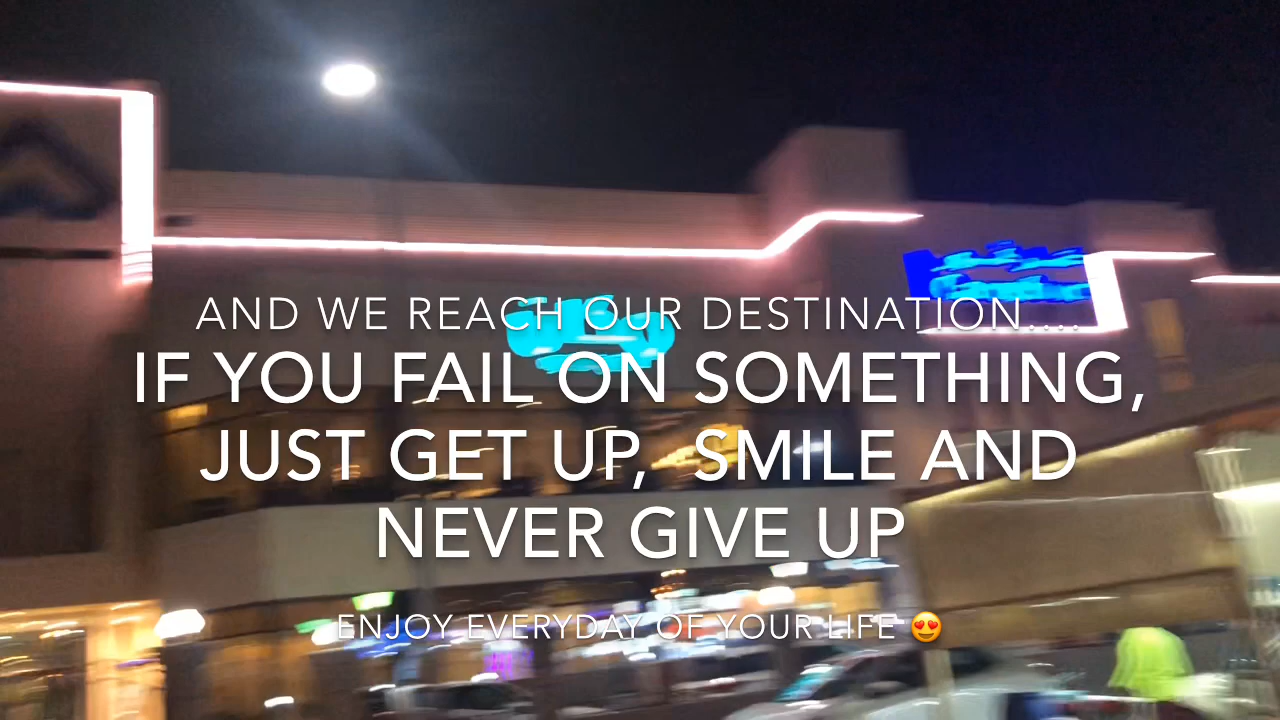 AND WE REACH OUR DESTINATION....
IF YOU FAIL ON SOMETHING,
JUST GET UP, SMILE AND
NEVER GIVE UP
ENJOY EVERYDAY OF YOUR LIFE 😍